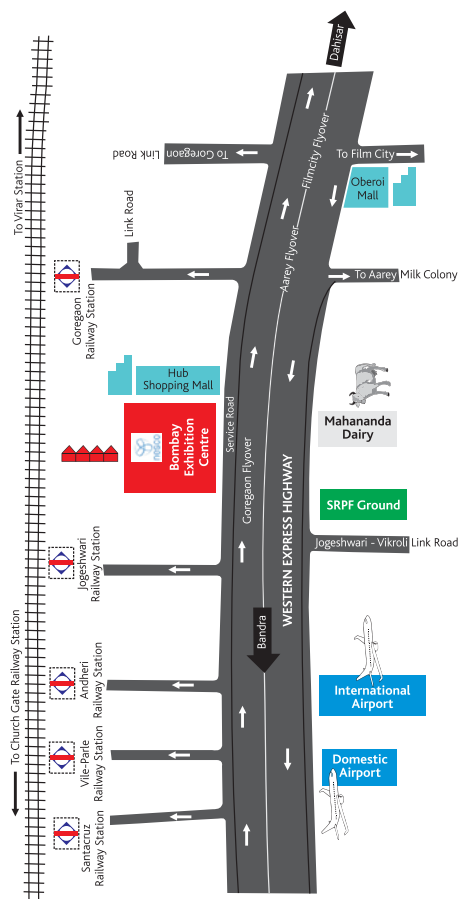 Dahisar
To Goregaon
Link Road
Filmcity Flyover
To Film City
Oberoi
Mall
To Virar Station
Link Road
Aarey Flyover
To Aarey Milk Colony
Goregaon
Railway Station
Hub
Shopping Mall
Service Road
Mahananda
Dairy
nesco
Bombay
Exhibition
Centre
Goregaon Flyover
WESTERN EXPRESS HIGHWAY
SRPF Ground
Jogeshwari - Vikroli Link Road
Jogeshwari
Railway Station
Bandra
To Church Gate Railway Station
Andheri
Railway Station
International
Airport
Vile-Parle
Railway Station
Domestic
Airport
Santacruz
Railway Station